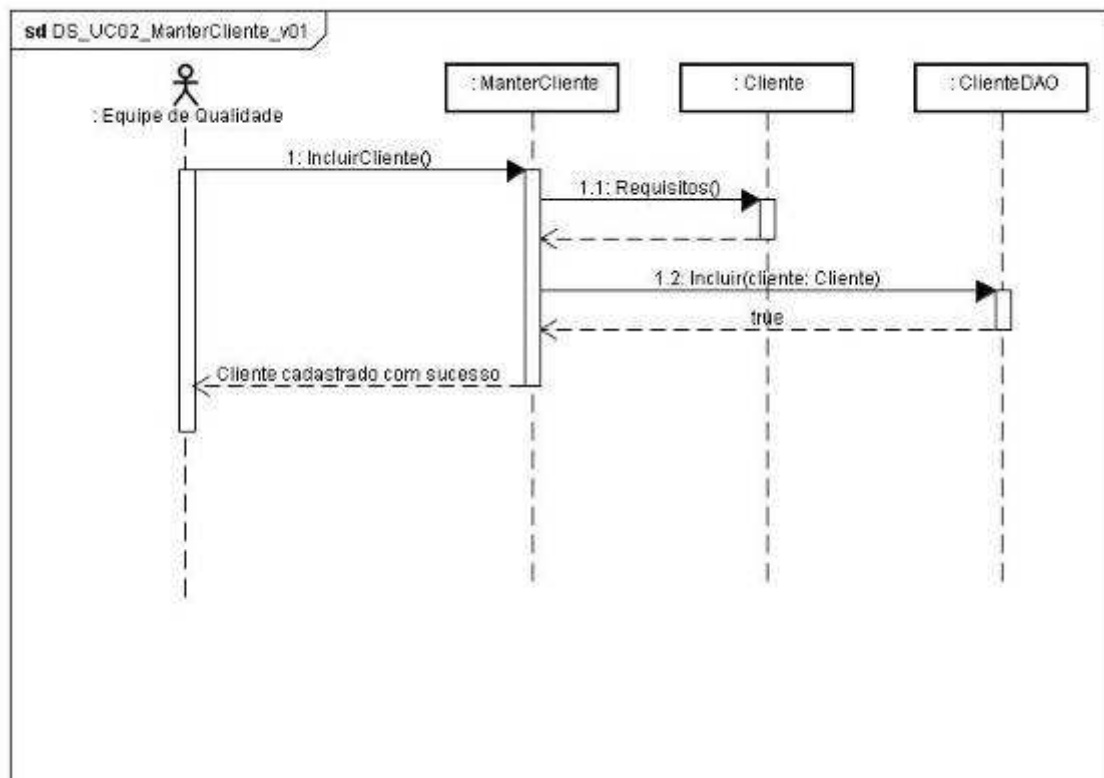 sd DS_UC02_ManterCliente_v01
: Equipe de Qualidade
: ManterCliente
: Cliente
: ClienteDAO
1: IncluirCliente()
1.1: Requisitos()
1.2: Incluir(cliente: Cliente)
true
Cliente cadastrado com sucesso